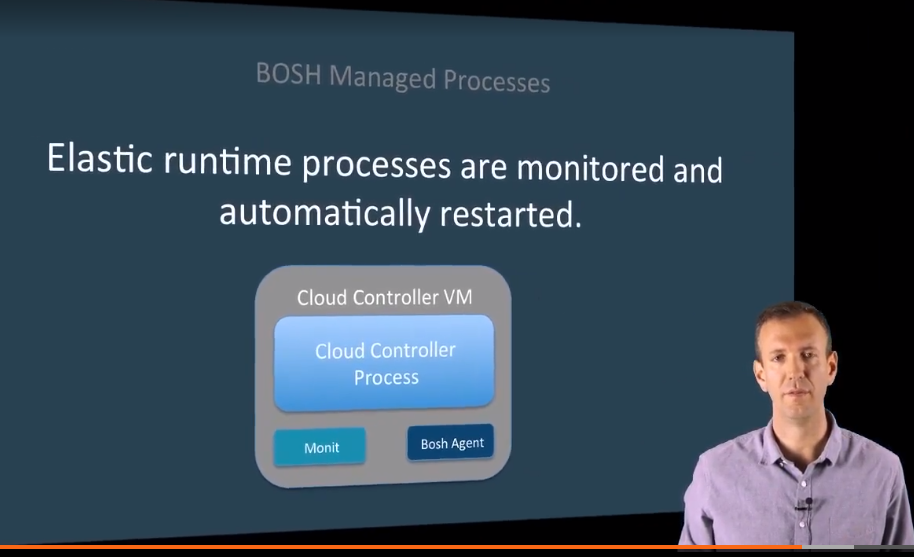 BOSH Managed Processes
Elastic runtime processes are monitored and
automatically restarted.
Cloud Controller VM
Cloud Controller
Process
Monit
Bosh Agent